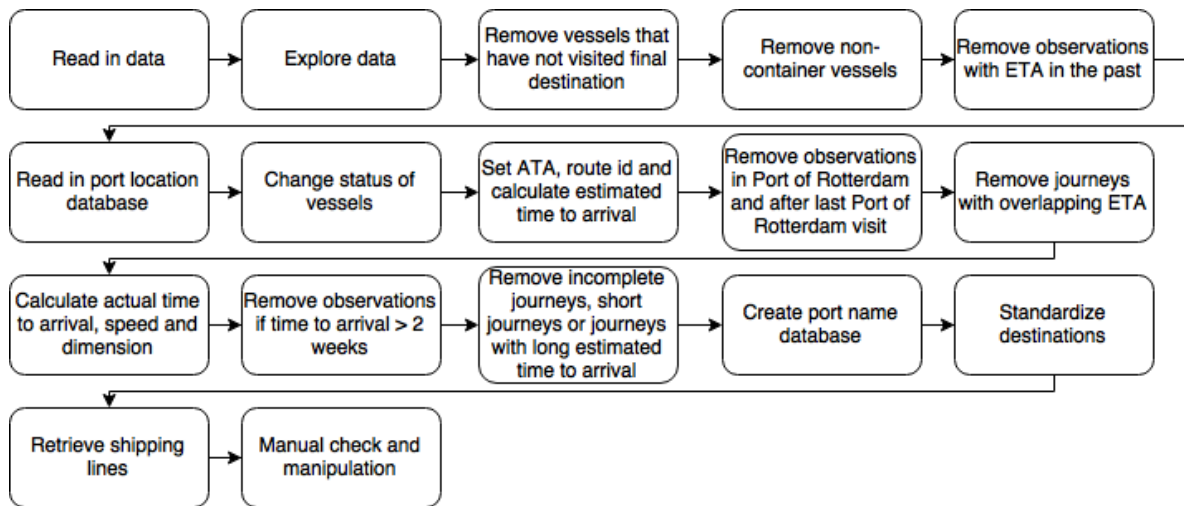 Read in data
Explore data
Remove vessels that
have not visited final
destination
Remove non-
container vessels
Remove observations
with ETA in the past
Read in port location
database
Change status of
vessels
Set ATA, route id and
calculate estimated
time to arrival
Remove observations
in Port of Rotterdam
and after last Port of
Rotterdam visit
Remove journeys
with overlapping ETA
Calculate actual time
to arrival, speed and
dimension
Remove observations
if time to arrival > 2
weeks
Remove incomplete
journeys, short
journeys or journeys
with long estimated
time to arrival
Create port name
database
Standardize
destinations
Retrieve shipping
lines
Manual check and
manipulation